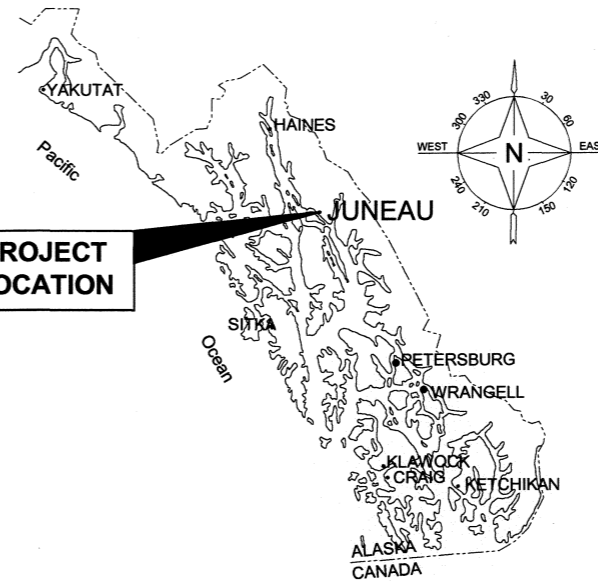 YAKUTAT
HAINES
Pacific
330
30
300
60
WEST
N
EAS
240
120
210
150
JUNEAU
ROJECT
OCATION
SITKA
Ocean
PETERSBURG
WRANGELL
KLAWOCK
CRAIG
KETCHIKAN
ALASKA
CANADA